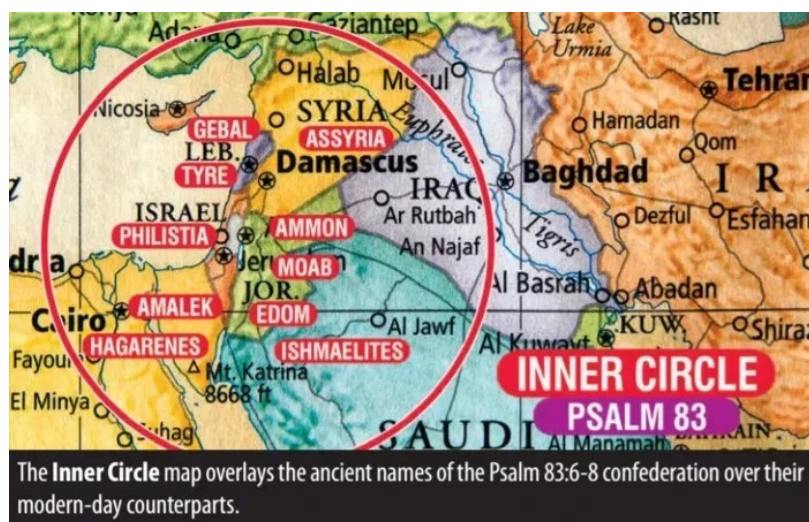 Konya
Adana
Gaziantep
Lake
Urmia
Rasht
Halab
Mosul
Tehran
Nicosia
SYRIA
Euphrates
Hamadan
GEBAL
ASSYRIA
Qom
LEB.
TYRE
Damascus
Baghdad
I R
IRAQ
ISRAEL
Ar Rutbah
Tigris
Dezful
Esfahan
PHILISTIA
AMMON
An Najaf
dria
MOAB
JOR.
Al Basrah
Abadan
AMALEK
EDOM
Cairo
Al Jawf
KUW.
Shiraz
HAGARENES
ISHMAELITES
Al Kuwayt
Fayoum
Mt. Katrina
8668 ft
INNER CIRCLE
El Minya
PSALM 83
Suhag
SAUDI
Al Manamah
BAHRAIN
The Inner Circle map overlays the ancient names of the Psalm 83:6-8 confederation over their
modern-day counterparts.